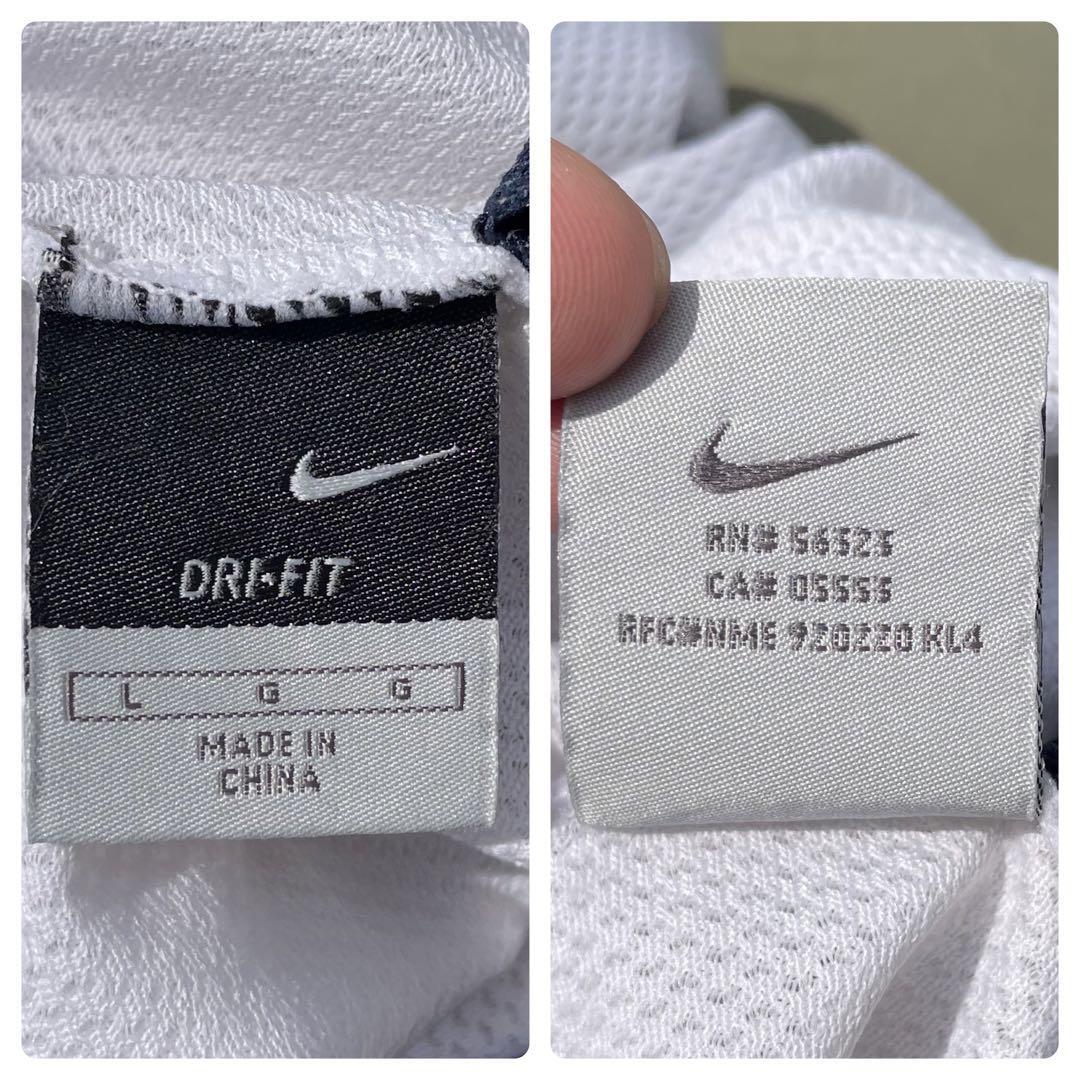 DRI-FIT
L G G
MADE IN
CHINA
RN# 56323
CA# 05553
RFC#NME 920220 KL4